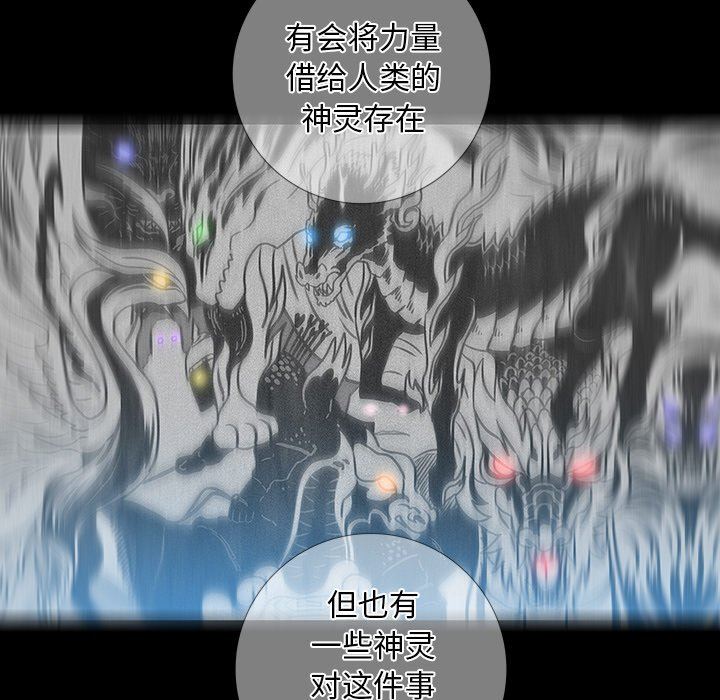 有会将力量
借给人类的
神灵存在
但也有
一些神灵
对这件事